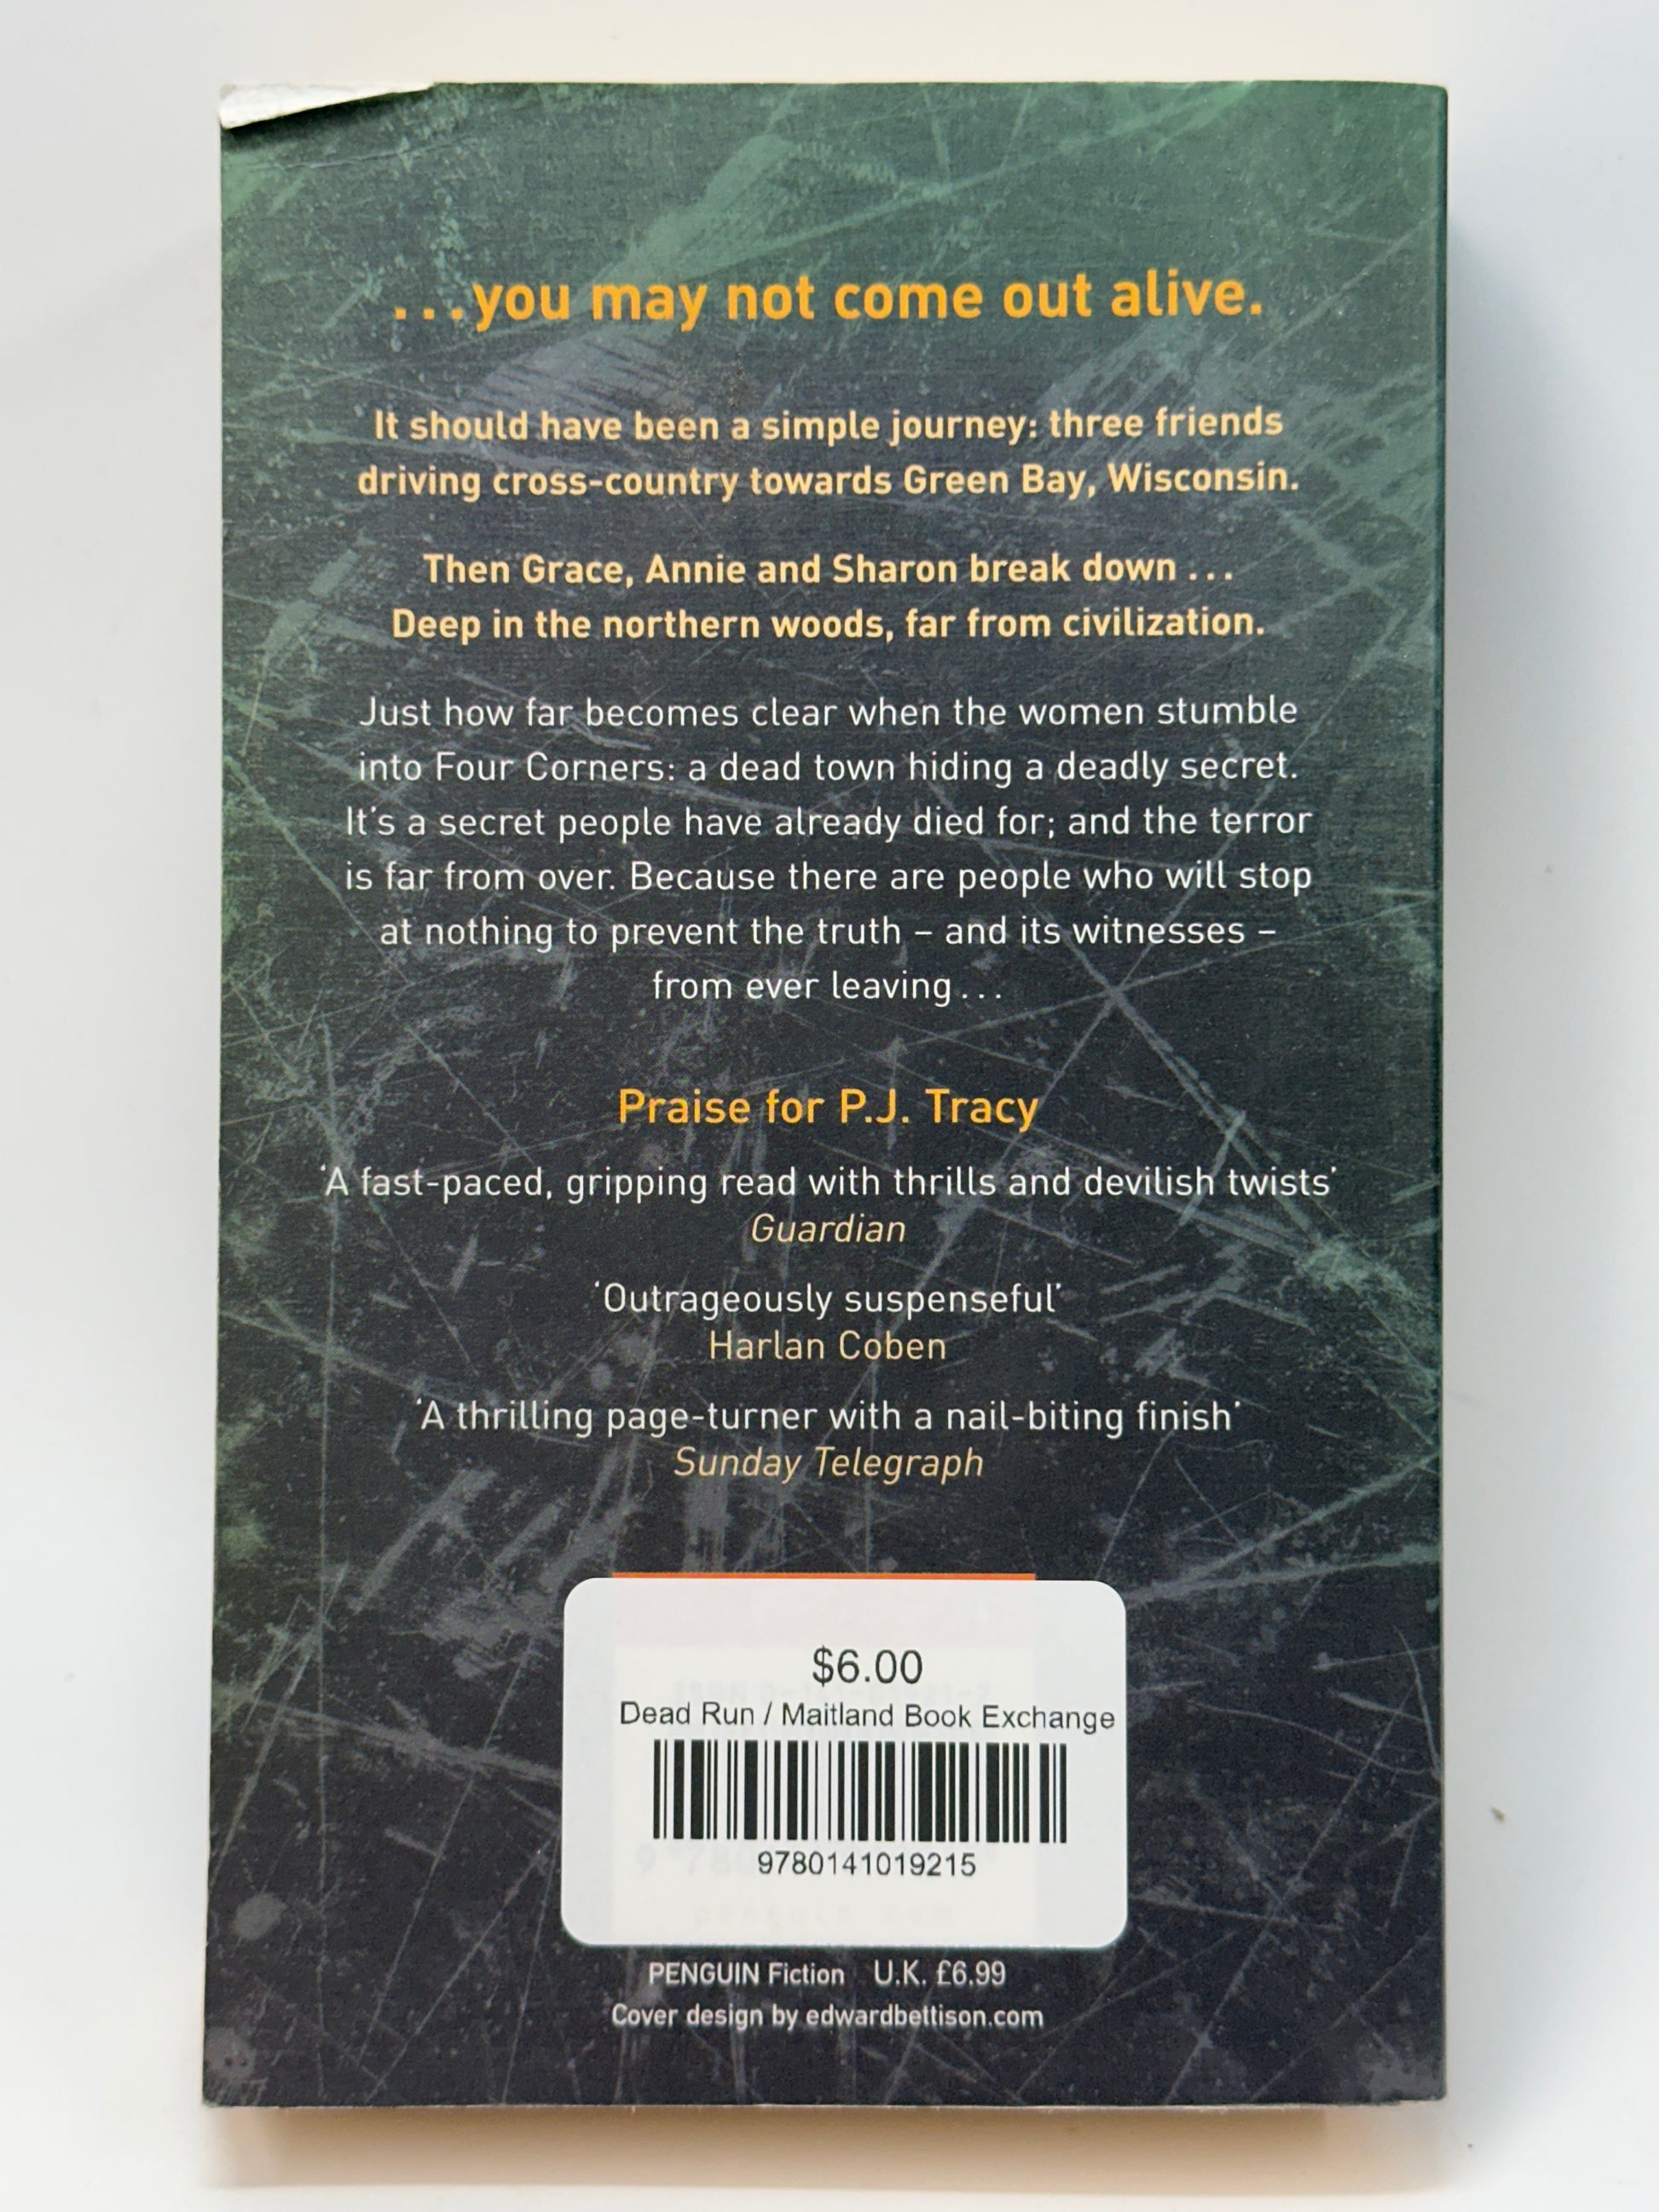 ...you may not come out alive.
It should have been a simple journey: three friends
driving cross-country towards Green Bay, Wisconsin.
Then Grace, Annie and Sharon break down ...
Deep in the northern woods, far from civilization.
Just how far becomes clear when the women stumble
into Four Corners: a dead town hiding a deadly secret.
It's a secret people have already died for; and the terror
is far from over. Because there are people who will stop
at nothing to prevent the truth – and its witnesses –
from ever leaving ...
Praise for P.J. Tracy
'A fast-paced, gripping read with thrills and devilish twists'
Guardian
'Outrageously suspenseful'
Harlan Coben
'A thrilling page-turner with a nail-biting finish'
Sunday Telegraph
$6.00
Dead Run / Maitland Book Exchange
9780141019215
PENGUIN Fiction U.K. £6.99
Cover design by edwardbettison.com